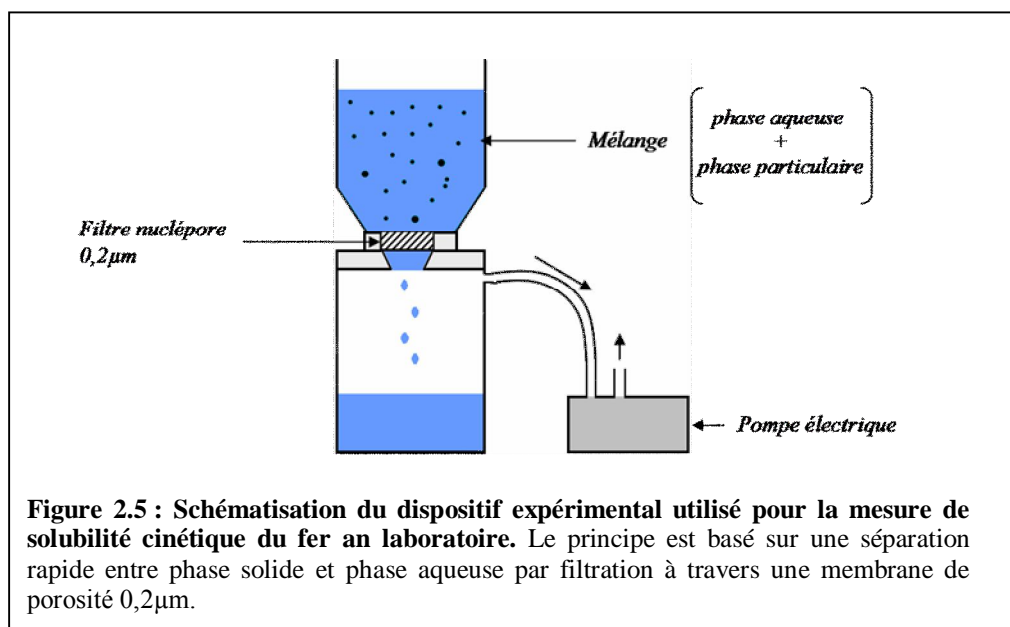 phase aqueuse
+
phase particulaire
Mélange
Filtre nuclépore
0,2µm
Pompe électrique
Figure 2.5 : Schématisation du dispositif expérimental utilisé pour la mesure de
solubilité cinétique du fer an laboratoire. Le principe est basé sur une séparation
rapide entre phase solide et phase aqueuse par filtration à travers une membrane de
porosité 0,2µm.